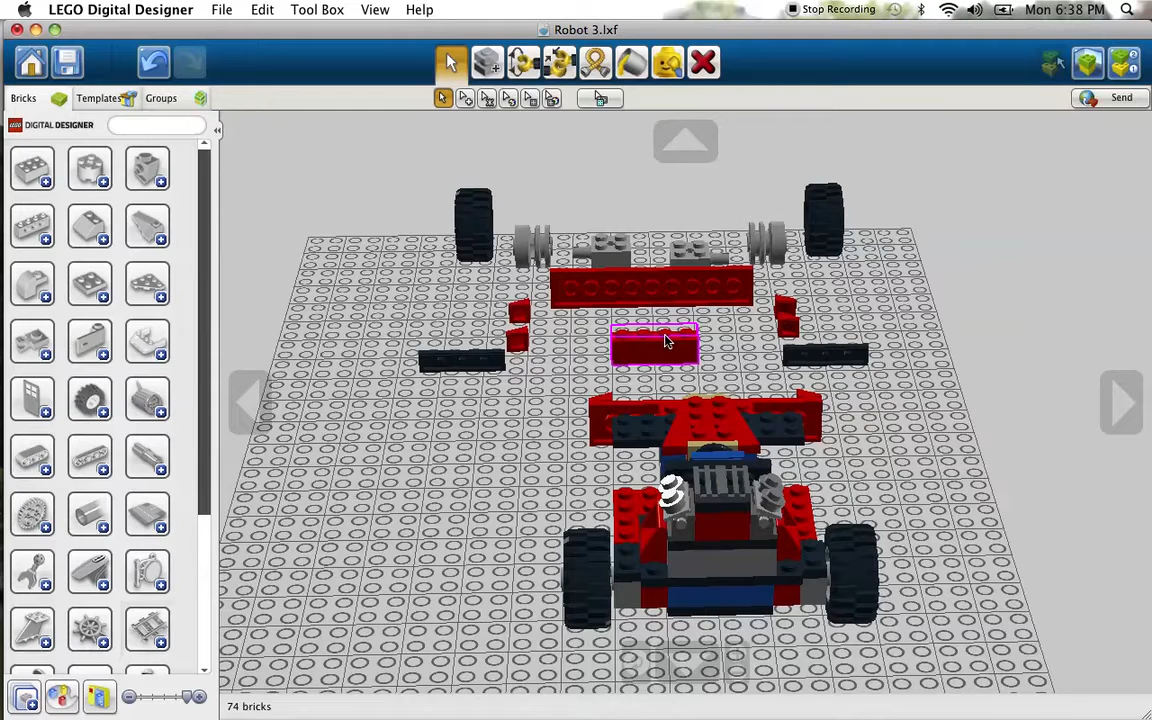 LEGO Digital Designer File Edit Tool Box View Help Stop Recording Mon 6:38 PM
Robot 3.lxf
Bricks Templates Groups Send
LEGO DIGITAL DESIGNER
74 bricks